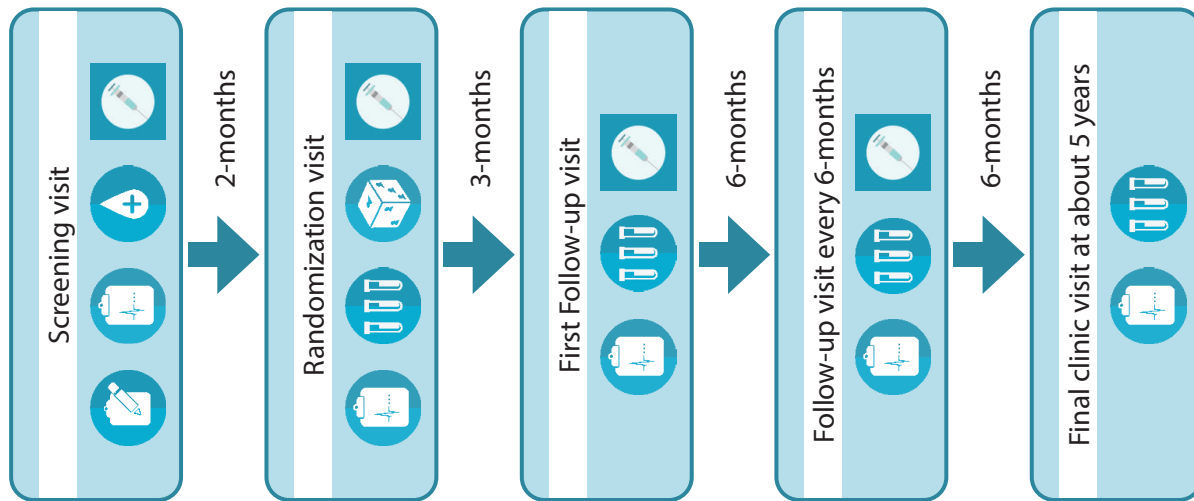 Screening visit
2-months
Randomization visit
3-months
First Follow-up visit
6-months
Follow-up visit every 6-months
6-months
Final clinic visit at about 5 years